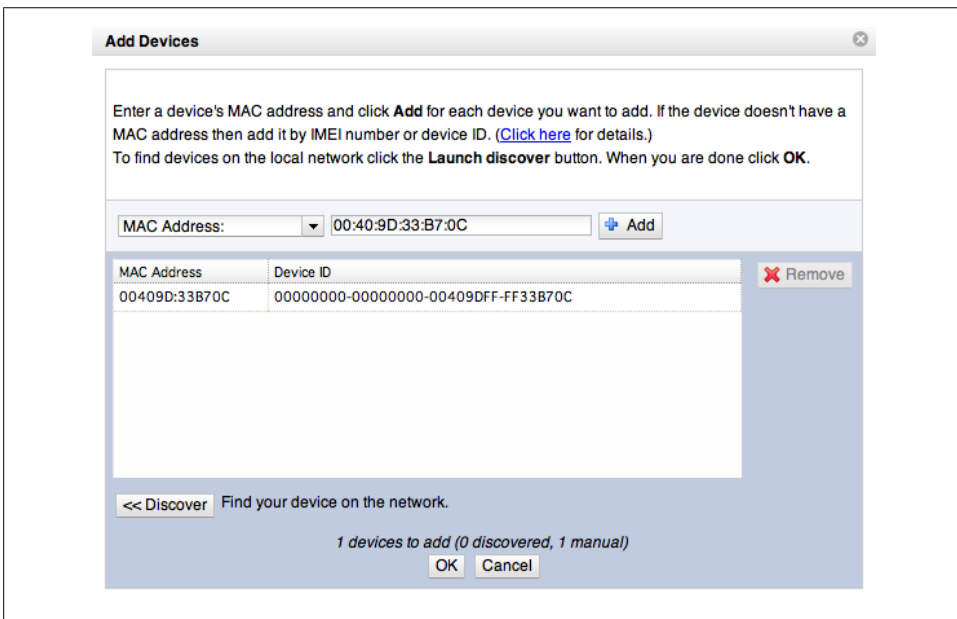 Add Devices
Enter a device's MAC address and click Add for each device you want to add. If the device doesn't have a
MAC address then add it by IMEI number or device ID. (Click here for details.)
To find devices on the local network click the Launch discover button. When you are done click OK.
MAC Address: 00:40:9D:33:B7:0C Add
MAC Address Device ID Remove
00409D:33B70C 00000000-00000000-00409DFF-FF33B70C
<< Discover Find your device on the network.
1 devices to add (0 discovered, 1 manual)
OK Cancel